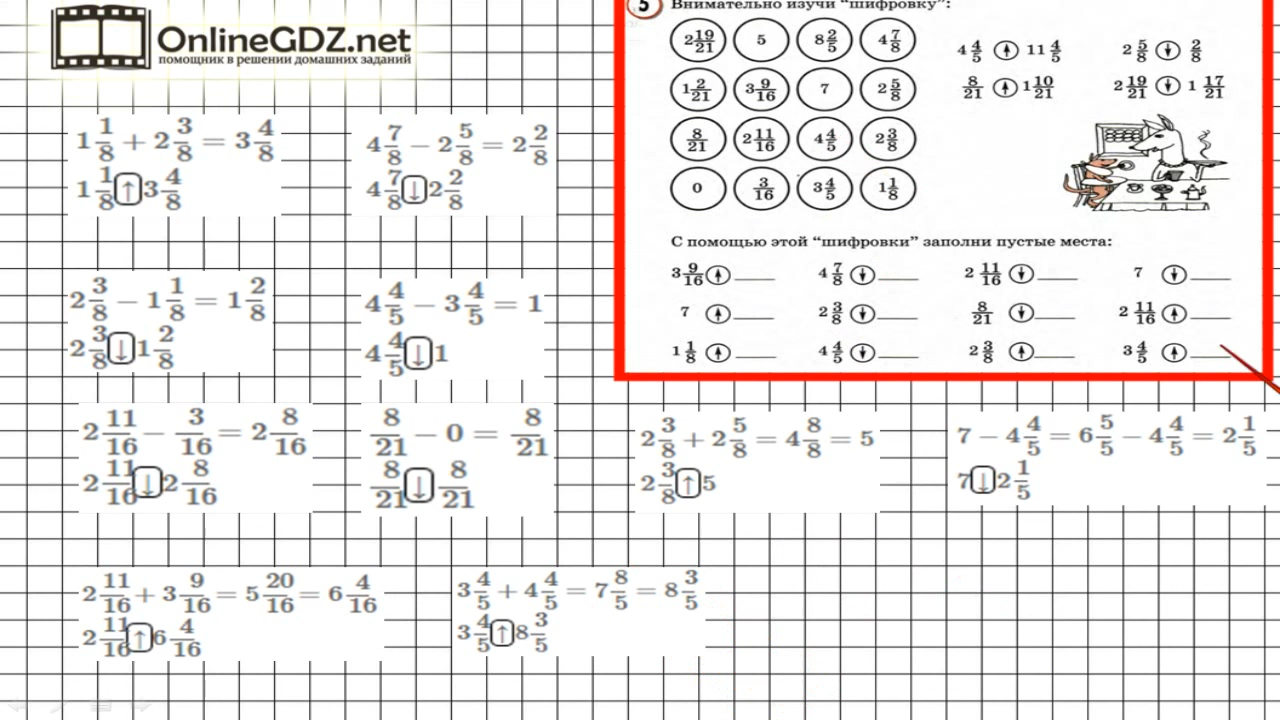 OnlineGDZ.net
помощник в решении домашних заданий
5 Внимательно изучи “шифровку”:
2 19/21 5 8 2/5 4 7/8
1 2/21 3 9/16 7 2 5/8
8/21 2 11/16 4 4/5 2 3/8
0 3/16 3 4/5 1 1/8
4 4/5 ↑ 11 4/5 2 5/8 ↓ 2/8
8/21 ↑ 1 10/21 2 19/21 ↓ 1 17/21
С помощью этой “шифровки” заполни пустые места:
3 9/16 ↑ ____ 4 7/8 ↓ ____ 2 11/16 ↓ ____ 7 ↓ ____
7 ↑ ____ 2 3/8 ↓ ____ 8/21 ↓ ____ 2 11/16 ↑ ____
1 1/8 ↑ ____ 4 4/5 ↓ ____ 2 3/8 ↑ ____ 3 4/5 ↑ ____
1 1/8 + 2 3/8 = 3 4/8
1 1/8 ↑ 3 4/8
4 7/8 − 2 5/8 = 2 2/8
4 7/8 ↓ 2 2/8
2 3/8 − 1 1/8 = 1 2/8
2 3/8 ↓ 1 2/8
4 4/5 − 3 4/5 = 1
4 4/5 ↓ 1
2 11/16 − 3/16 = 2 8/16
2 11/16 ↓ 2 8/16
8/21 − 0 = 8/21
8/21 ↓ 8/21
2 3/8 + 2 5/8 = 4 8/8 = 5
2 3/8 ↑ 5
7 − 4 4/5 = 6 5/5 − 4 4/5 = 2 1/5
7 ↓ 2 1/5
2 11/16 + 3 9/16 = 5 20/16 = 6 4/16
2 11/16 ↑ 6 4/16
3 4/5 + 4 4/5 = 7 8/5 = 8 3/5
3 4/5 ↑ 8 3/5